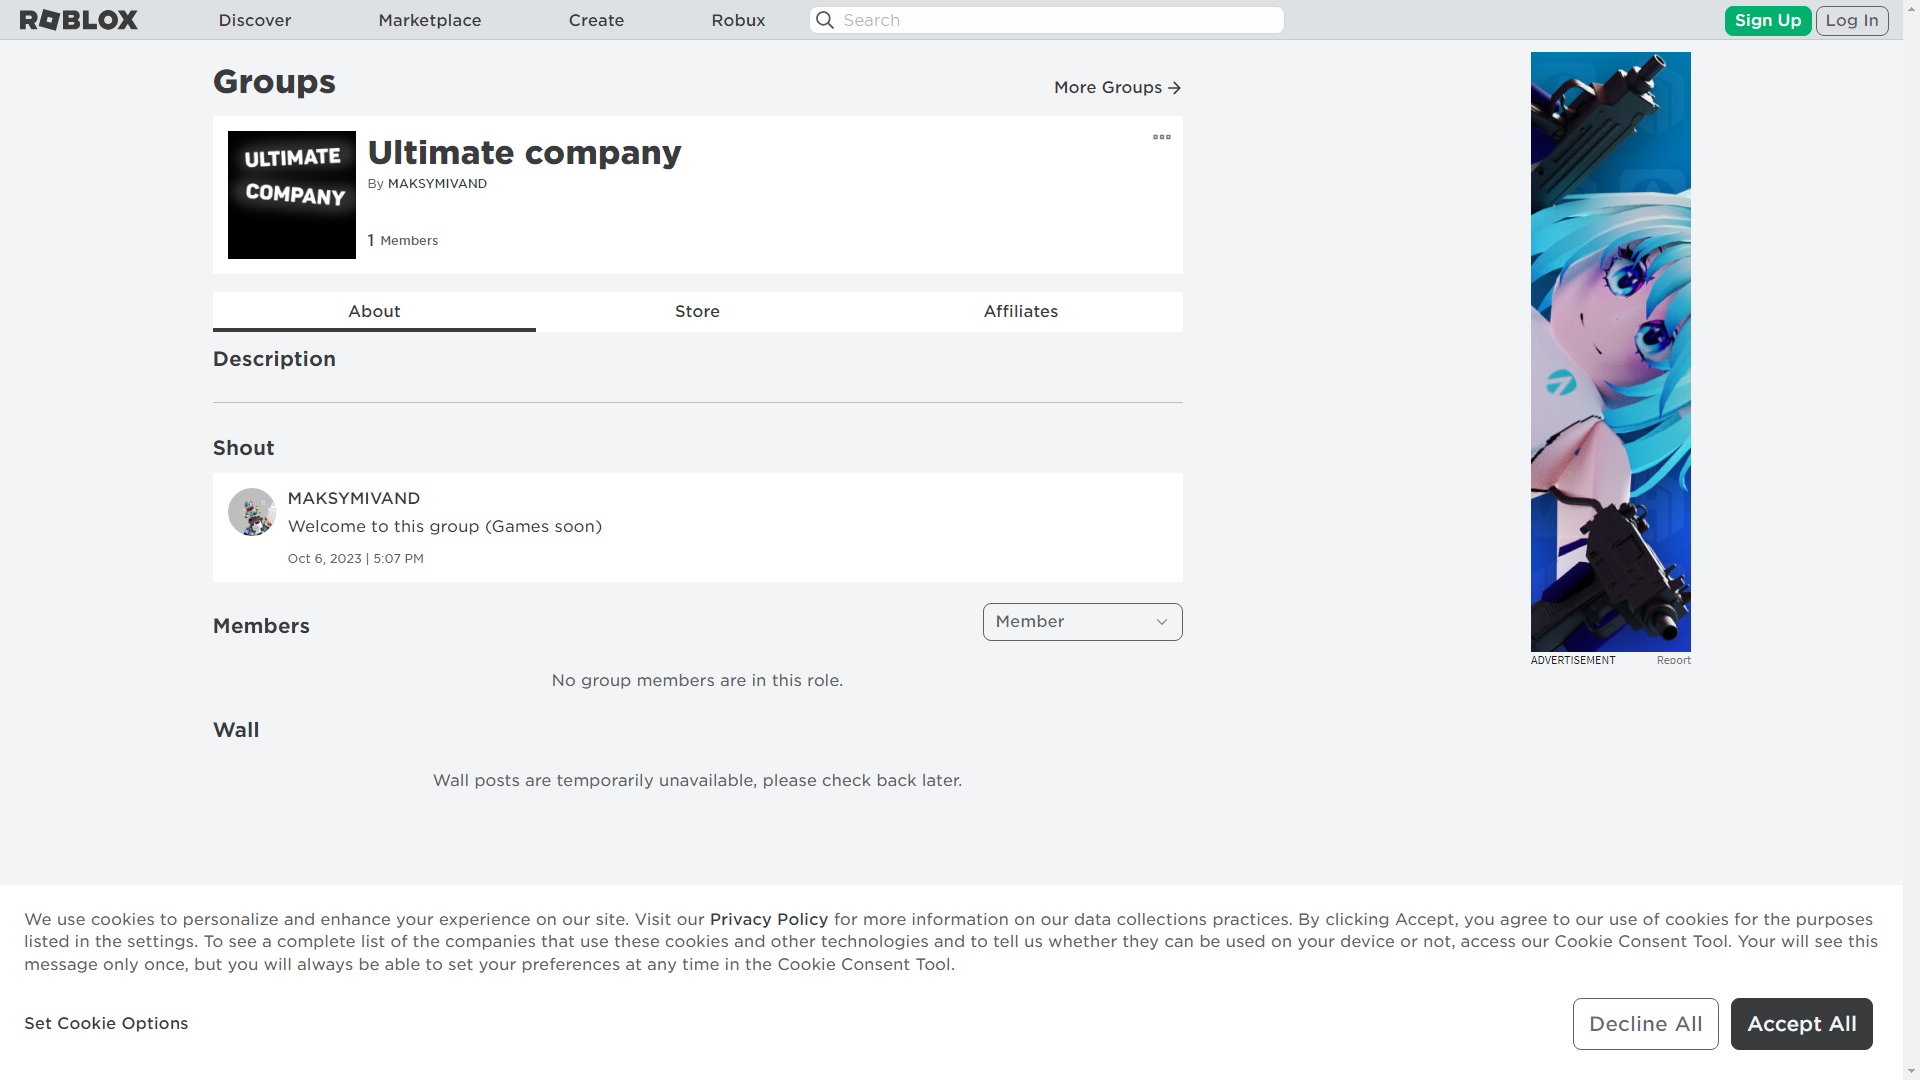 ROBLOX
Discover
Marketplace
Create
Robux
Search
Sign Up
Log In
Groups
More Groups
ULTIMATE
COMPANY
Ultimate company
By MAKSYMIVAND
1 Members
About
Store
Affiliates
Description
Shout
MAKSYMIVAND
Welcome to this group (Games soon)
Oct 6, 2023 | 5:07 PM
Members
Member
No group members are in this role.
Wall
Wall posts are temporarily unavailable, please check back later.
ADVERTISEMENT
Report
We use cookies to personalize and enhance your experience on our site. Visit our Privacy Policy for more information on our data collections practices. By clicking Accept, you agree to our use of cookies for the purposes
listed in the settings. To see a complete list of the companies that use these cookies and other technologies and to tell us whether they can be used on your device or not, access our Cookie Consent Tool. Your will see this
message only once, but you will always be able to set your preferences at any time in the Cookie Consent Tool.
Set Cookie Options
Decline All
Accept All